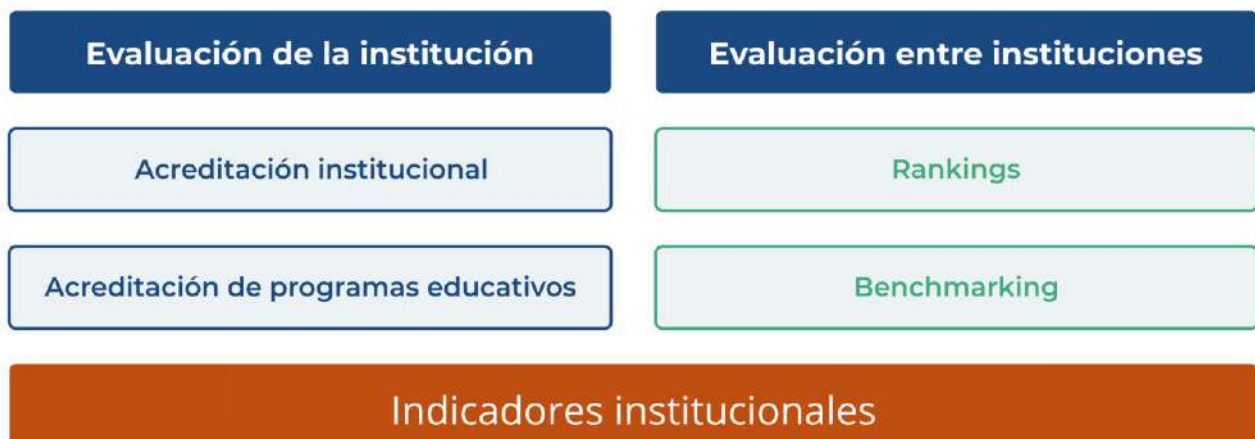 Evaluación de la institución
Evaluación entre instituciones
Acreditación institucional
Rankings
Acreditación de programas educativos
Benchmarking
Indicadores institucionales